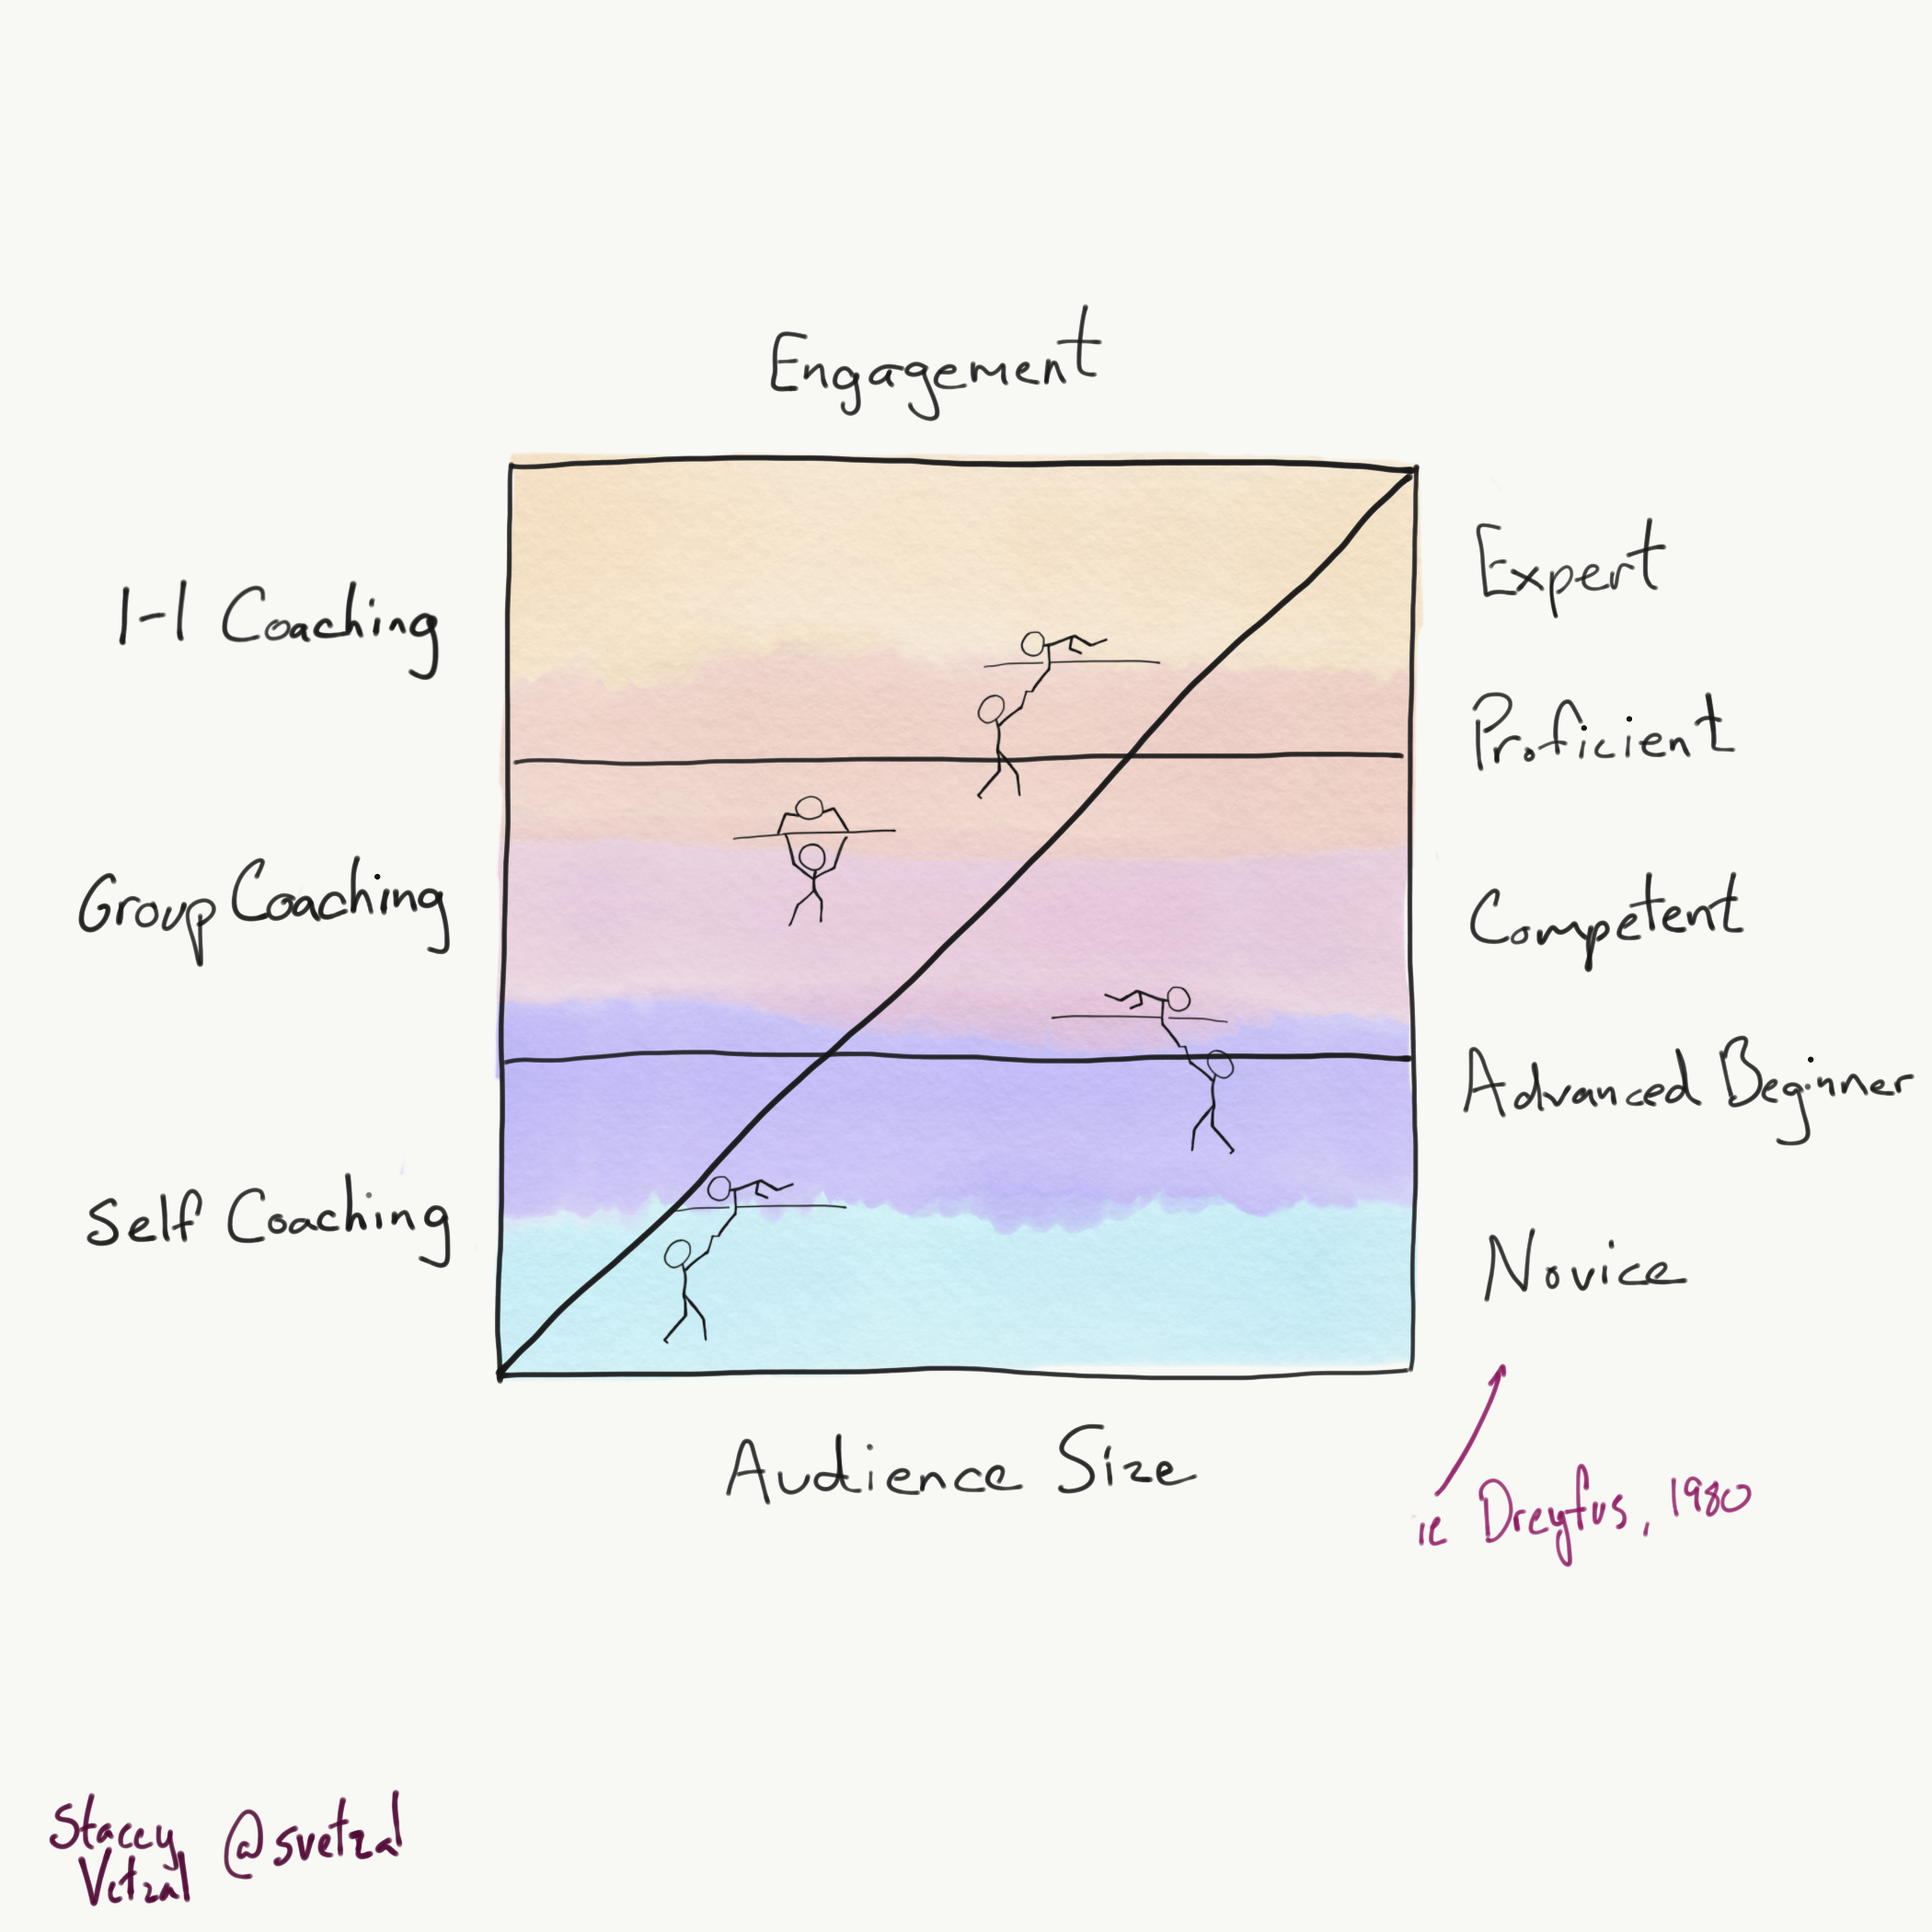 Engagement
1-1 Coaching
Expert
Proficient
Group Coaching
Competent
Advanced Beginner
Self Coaching
Novice
Audience Size
ie Dreyfus, 1980
Stacey
Vetzal
@svetzal